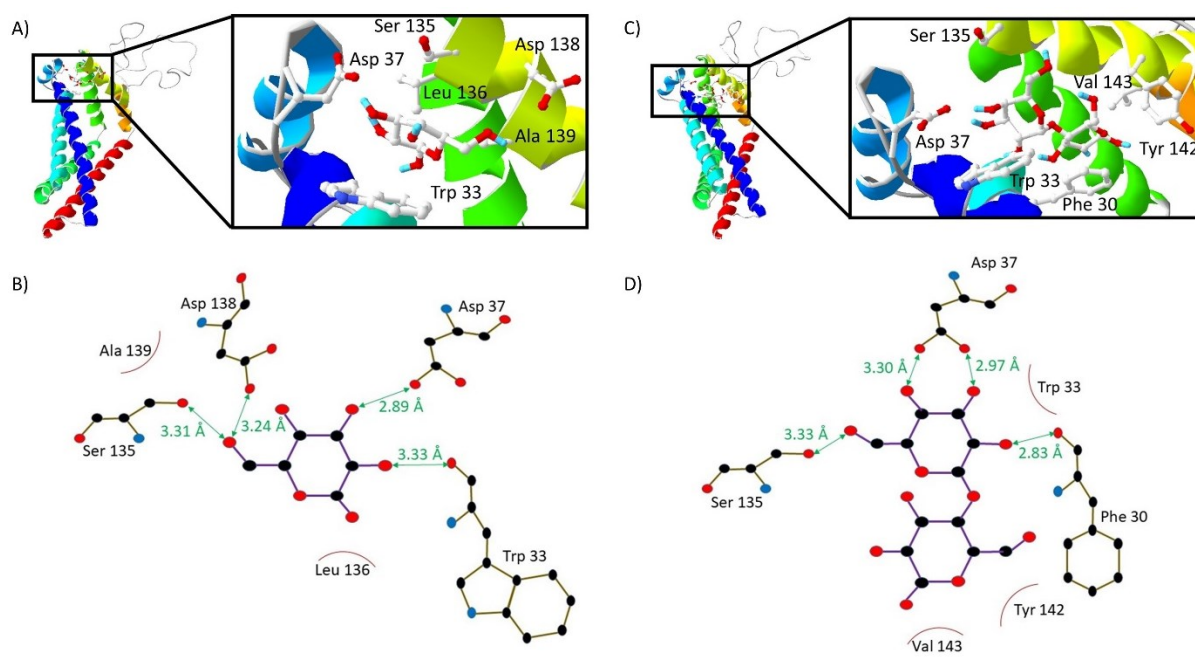 A)
Ser 135
Asp 138
Asp 37
Leu 136
Ala 139
Trp 33
C)
Ser 135
Val 143
Asp 37
Tyr 142
Trp 33
Phe 30
B)
Asp 138
Asp 37
Ala 139
2.89 Å
3.24 Å
3.31 Å
Ser 135
3.33 Å
Leu 136
Trp 33
D)
Asp 37
3.30 Å
2.97 Å
Trp 33
3.33 Å
2.83 Å
Ser 135
Phe 30
Tyr 142
Val 143